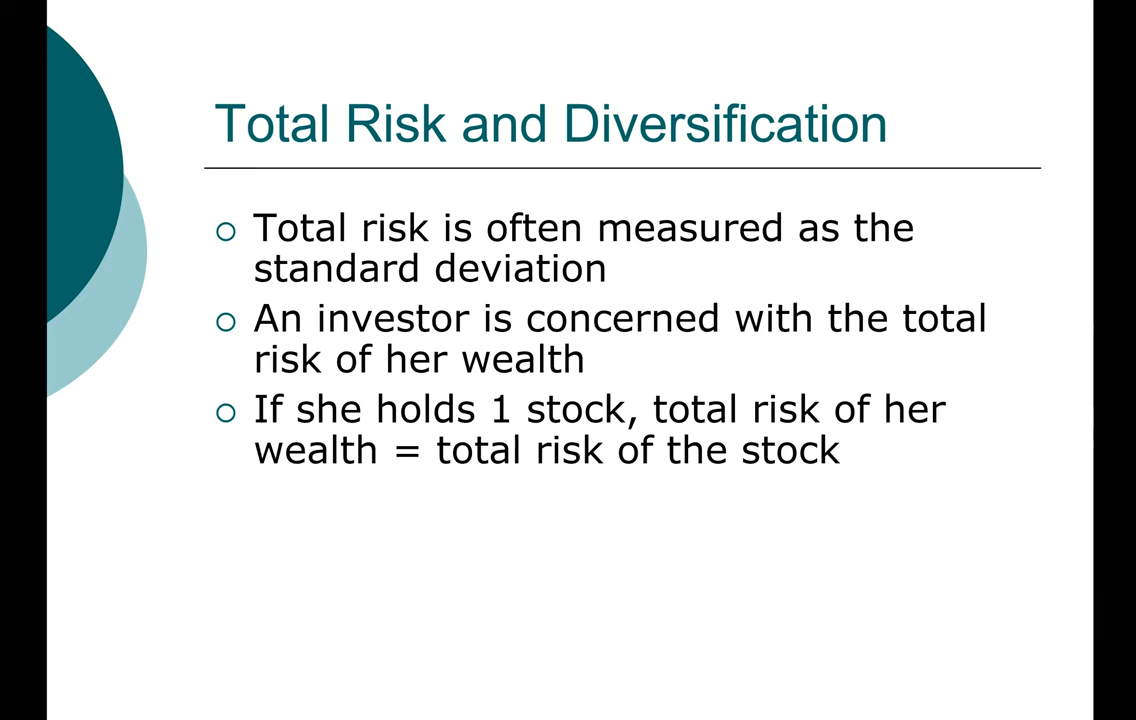 Total Risk and Diversification
Total risk is often measured as the
standard deviation
An investor is concerned with the total
risk of her wealth
If she holds 1 stock, total risk of her
wealth = total risk of the stock